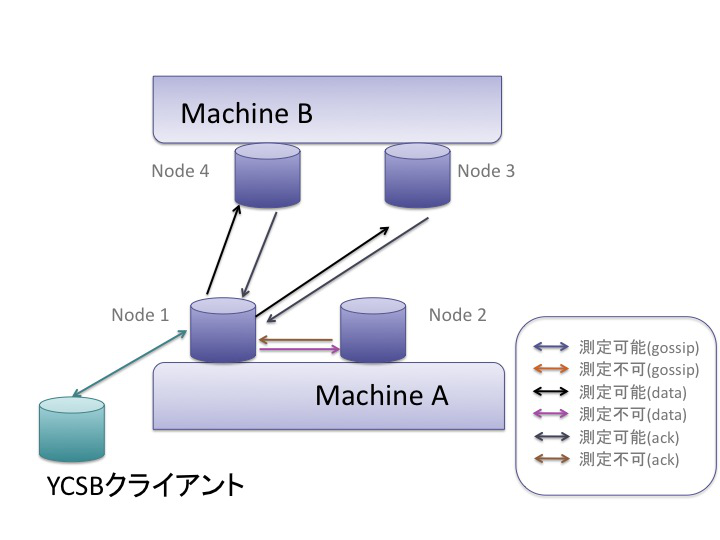 Machine B
Node 4
Node 3
Node 1
Node 2
Machine A
YCSBクライアント
測定可能(gossip)
測定不可(gossip)
測定可能(data)
測定不可(data)
測定可能(ack)
測定不可(ack)